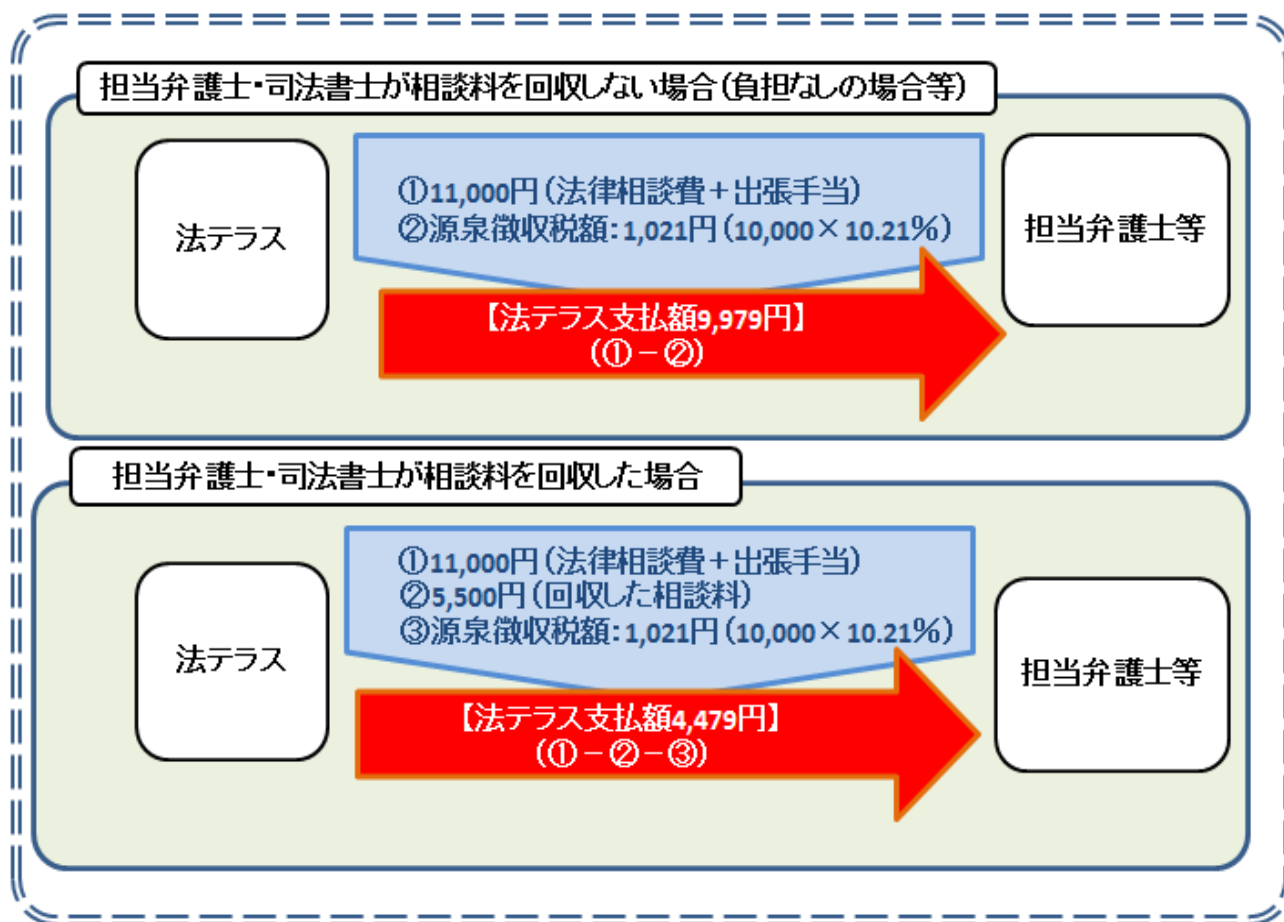 担当弁護士・司法書士が相談料を回収しない場合(負担なしの場合等)
法テラス
①11,000円(法律相談費+出張手当)
②源泉徴収税額:1,021円(10,000×10.21%)
担当弁護士等
【法テラス支払額9,979円】
(①-②)
担当弁護士・司法書士が相談料を回収した場合
法テラス
①11,000円(法律相談費+出張手当)
②5,500円(回収した相談料)
③源泉徴収税額:1,021円(10,000×10.21%)
担当弁護士等
【法テラス支払額4,479円】
(①-②-③)